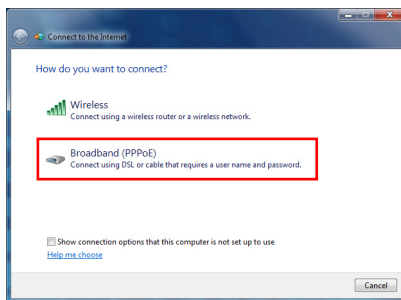 Connect to the Internet
How do you want to connect?
Wireless
Connect using a wireless router or a wireless network.
Broadband (PPPoE)
Connect using DSL or cable that requires a user name and password.
Show connection options that this computer is not set up to use
Help me choose
Cancel